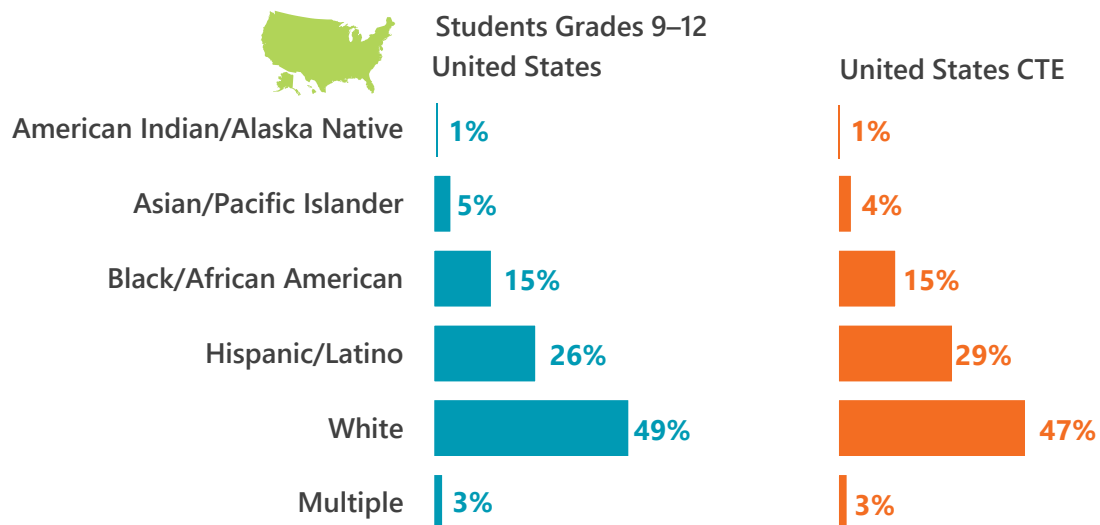 Students Grades 9–12
United States
United States CTE
American Indian/Alaska Native 1% 1%
Asian/Pacific Islander 5% 4%
Black/African American 15% 15%
Hispanic/Latino 26% 29%
White 49% 47%
Multiple 3% 3%